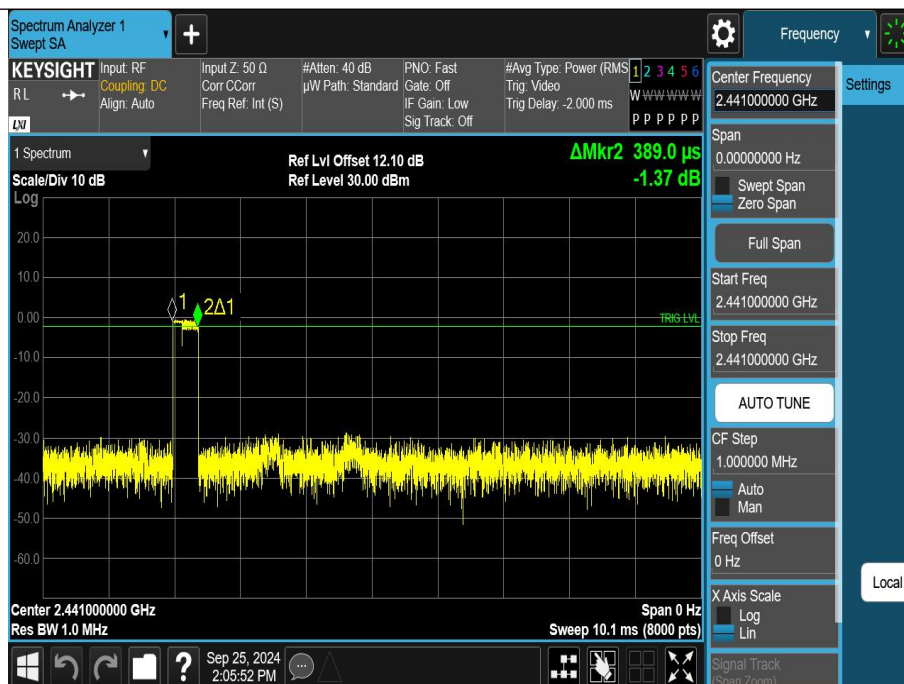 Spectrum Analyzer 1
Swept SA
Frequency
KEYSIGHT
RL
LXI
Input: RF
Coupling: DC
Align: Auto
Input Z: 50 Ω
Corr CCorr
Freq Ref: Int (S)
#Atten: 40 dB
µW Path: Standard
PNO: Fast
Gate: Off
IF Gain: Low
Sig Track: Off
#Avg Type: Power (RMS
Trig: Video
Trig Delay: -2.000 ms
1 2 3 4 5 6
W W W W W W
P P P P P P
1 Spectrum
Scale/Div 10 dB
Log
Ref Lvl Offset 12.10 dB
Ref Level 30.00 dBm
ΔMkr2 389.0 µs
-1.37 dB
20.0
10.0
0.00
-10.0
-20.0
-30.0
-40.0
-50.0
-60.0
1
2Δ1
TRIG LVL
Center 2.441000000 GHz
Res BW 1.0 MHz
Span 0 Hz
Sweep 10.1 ms (8000 pts)
Sep 25, 2024
2:05:52 PM
?
Center Frequency
2.441000000 GHz
Span
0.00000000 Hz
Swept Span
Zero Span
Full Span
Start Freq
2.441000000 GHz
Stop Freq
2.441000000 GHz
AUTO TUNE
CF Step
1.000000 MHz
Auto
Man
Freq Offset
0 Hz
X Axis Scale
Log
Lin
Signal Track
(Span Zoom)
Settings
Local